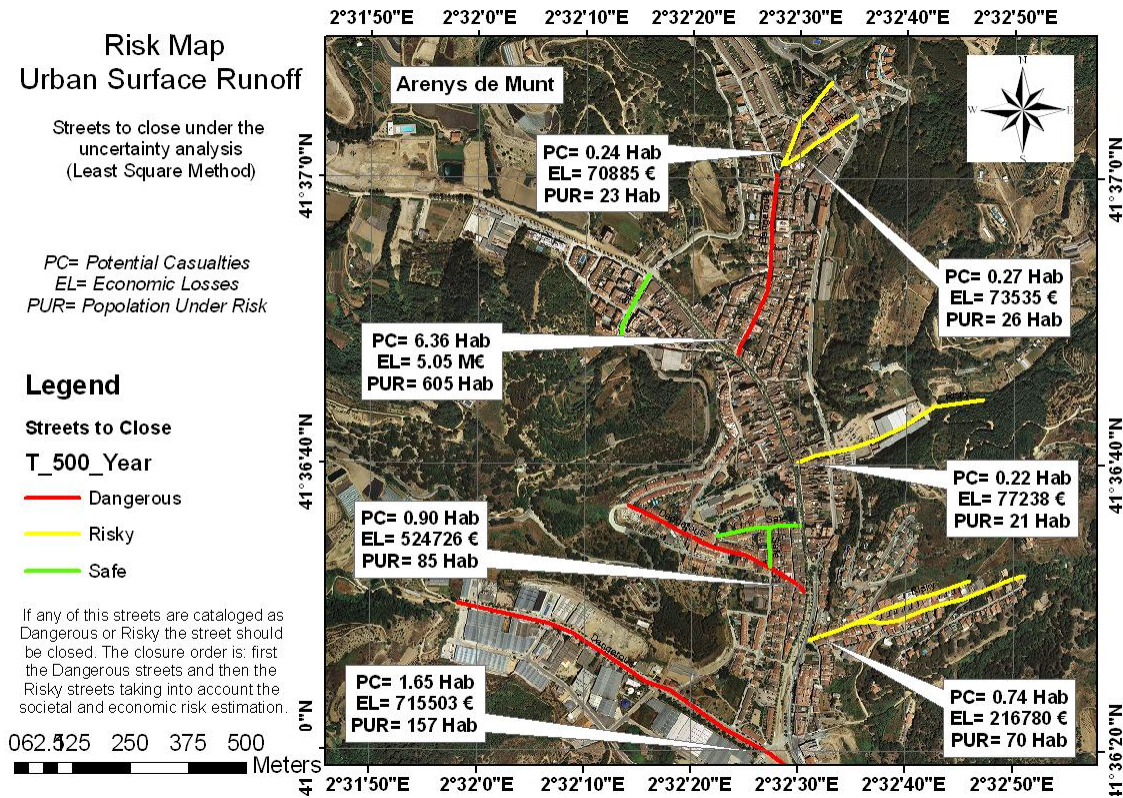 Risk Map
Urban Surface Runoff
Streets to close under the
uncertainty analysis
(Least Square Method)
PC= Potential Casualties
EL= Economic Losses
PUR= Popolation Under Risk
Legend
Streets to Close
T_500_Year
Dangerous
Risky
Safe
If any of this streets are cataloged as
Dangerous or Risky the street should
be closed. The closure order is: first
the Dangerous streets and then the
Risky streets taking into account the
societal and economic risk estimation.
062.5125 250 375 500
Meters
2°31'50"E 2°32'0"E 2°32'10"E 2°32'20"E 2°32'30"E 2°32'40"E 2°32'50"E
Arenys de Munt
N
W E
S
41°37'0"N 41°37'0"N
PC= 0.24 Hab
EL= 70885 €
PUR= 23 Hab
PC= 0.27 Hab
EL= 73535 €
PUR= 26 Hab
PC= 6.36 Hab
EL= 5.05 M€
PUR= 605 Hab
41°36'40"N 41°36'40"N
PC= 0.22 Hab
EL= 77238 €
PUR= 21 Hab
PC= 0.90 Hab
EL= 524726 €
PUR= 85 Hab
PC= 1.65 Hab
EL= 715503 €
PUR= 157 Hab
PC= 0.74 Hab
EL= 216780 €
PUR= 70 Hab
41 0"N 41°36'20"N
2°31'50"E 2°32'0"E 2°32'10"E 2°32'20"E 2°32'30"E 2°32'40"E 2°32'50"E